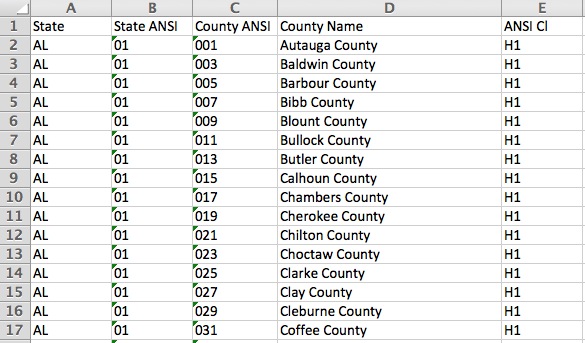 A B C D E
1 State State ANSI County ANSI County Name ANSI Cl
2 AL 01 001 Autauga County H1
3 AL 01 003 Baldwin County H1
4 AL 01 005 Barbour County H1
5 AL 01 007 Bibb County H1
6 AL 01 009 Blount County H1
7 AL 01 011 Bullock County H1
8 AL 01 013 Butler County H1
9 AL 01 015 Calhoun County H1
10 AL 01 017 Chambers County H1
11 AL 01 019 Cherokee County H1
12 AL 01 021 Chilton County H1
13 AL 01 023 Choctaw County H1
14 AL 01 025 Clarke County H1
15 AL 01 027 Clay County H1
16 AL 01 029 Cleburne County H1
17 AL 01 031 Coffee County H1